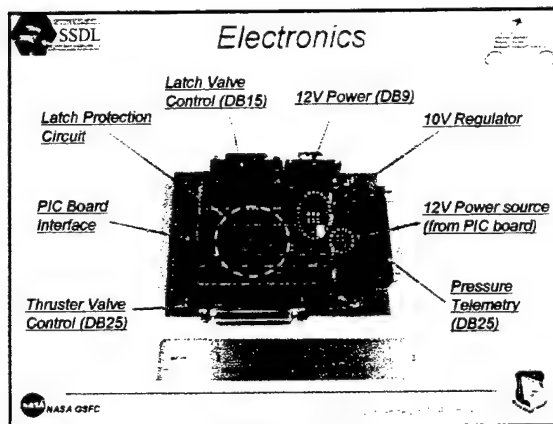 SSDL
Electronics
Latch Valve
Control (DB15)
12V Power (DB9)
Latch Protection
Circuit
10V Regulator
PIC Board
Interface
12V Power source
(from PIC board)
Thruster Valve
Control (DB25)
Pressure
Telemetry
(DB25)
NASA
NASA GSFC